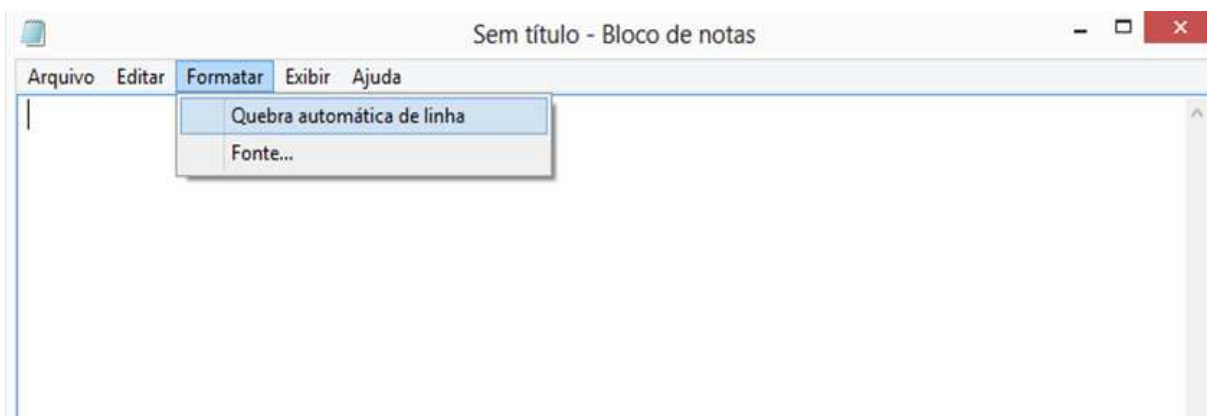 Sem título - Bloco de notas
Arquivo Editar Formatar Exibir Ajuda
Quebra automática de linha
Fonte...